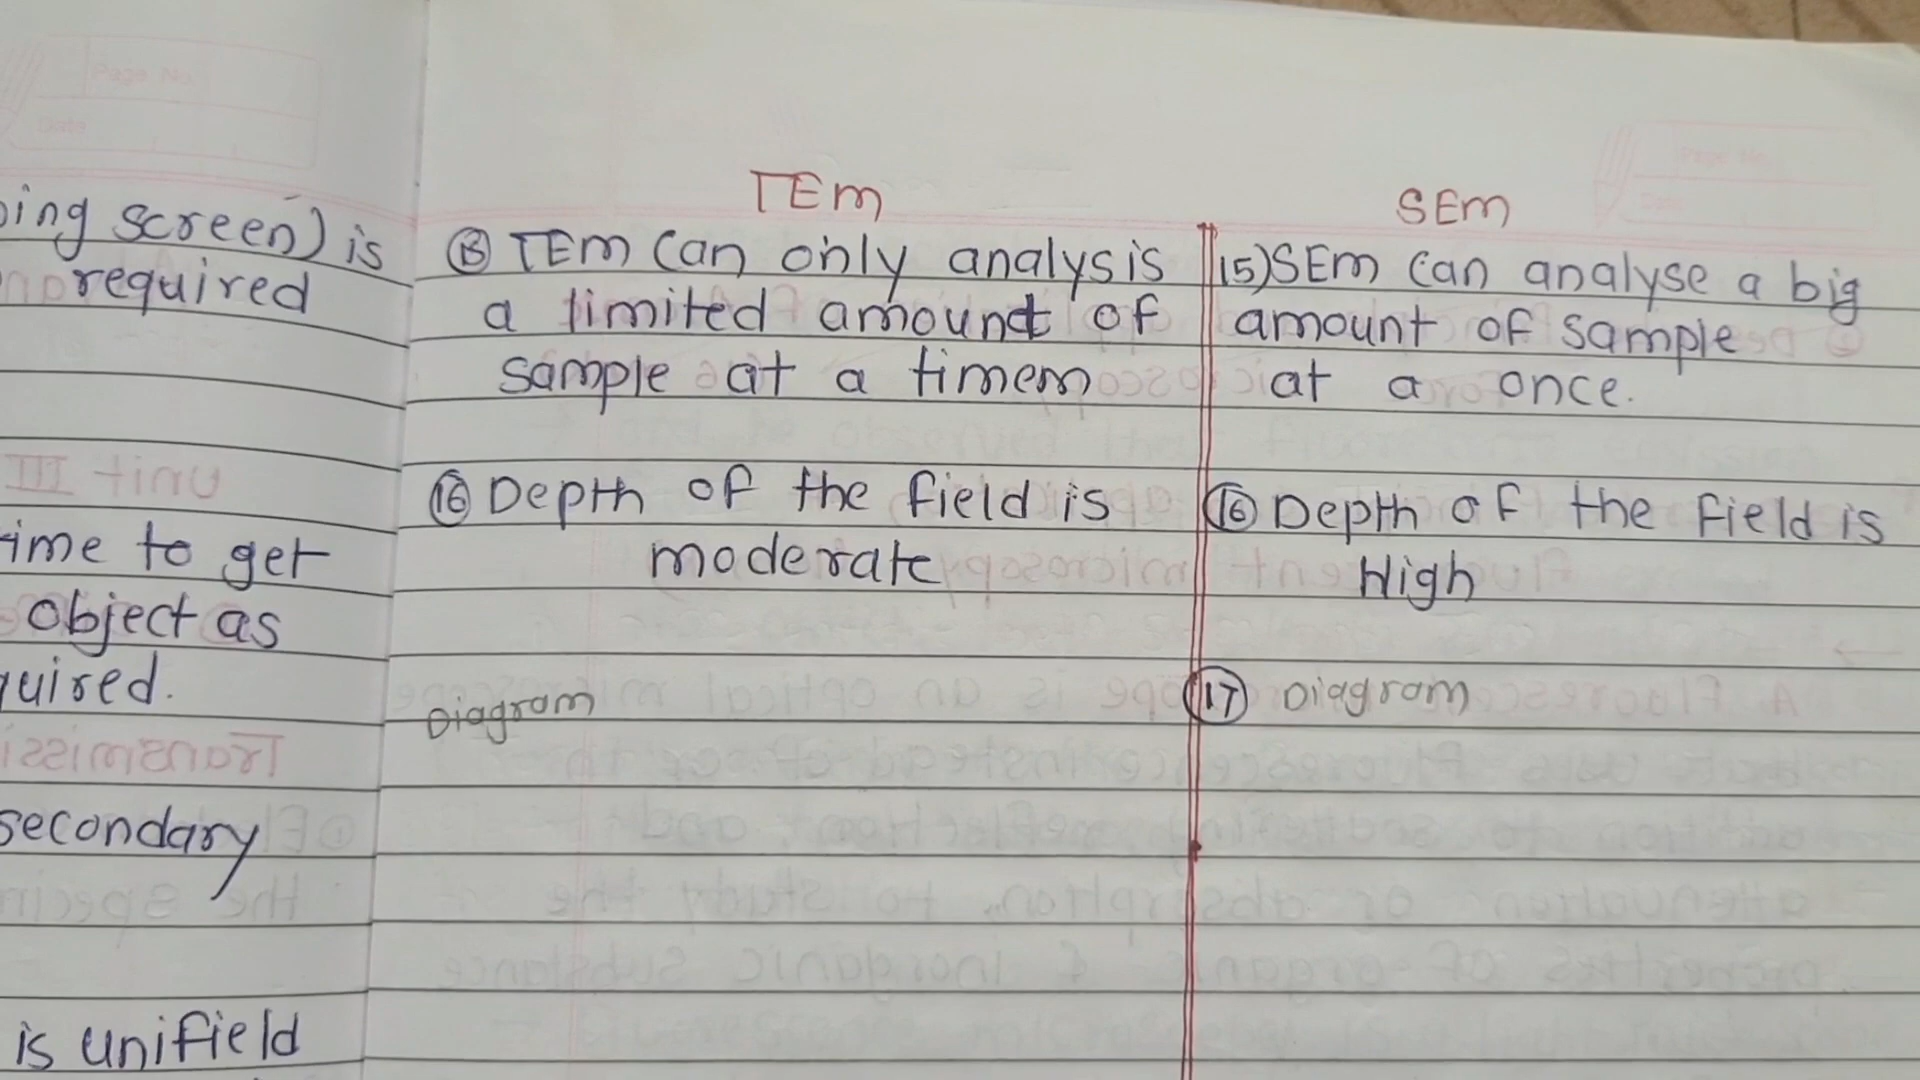 ing screen) is
required
ime to get
object as
quired.
secondary
is unifield
TEm
⑮ TEm can only analysis
a limited amount of
sample at a timem
⑯ Depth of the field is
moderate
Diagram
SEm
15) SEm can analyse a big
amount of sample
at a once.
⑯ Depth of the field is
High
⑰ Diagram